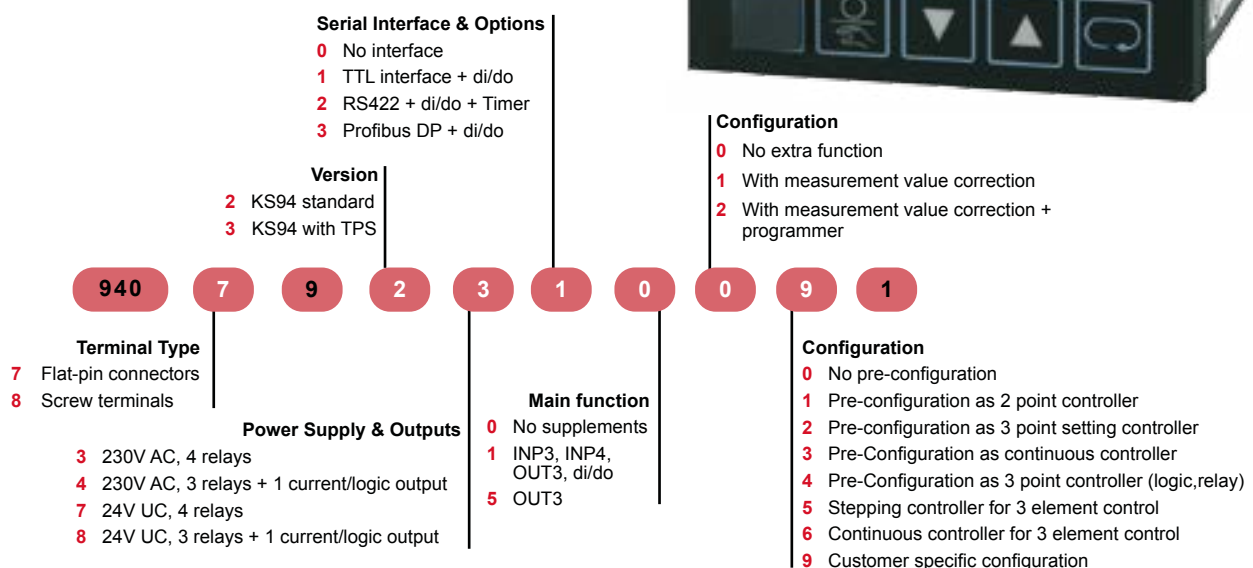 Serial Interface & Options
0 No interface
1 TTL interface + di/do
2 RS422 + di/do + Timer
3 Profibus DP + di/do
Configuration
0 No extra function
1 With measurement value correction
2 With measurement value correction +
programmer
Version
2 KS94 standard
3 KS94 with TPS
940 7 9 2 3 1 0 0 9 1
Terminal Type
7 Flat-pin connectors
8 Screw terminals
Power Supply & Outputs
3 230V AC, 4 relays
4 230V AC, 3 relays + 1 current/logic output
7 24V UC, 4 relays
8 24V UC, 3 relays + 1 current/logic output
Main function
0 No supplements
1 INP3, INP4,
OUT3, di/do
5 OUT3
Configuration
0 No pre-configuration
1 Pre-configuration as 2 point controller
2 Pre-configuration as 3 point setting controller
3 Pre-Configuration as continuous controller
4 Pre-Configuration as 3 point controller (logic,relay)
5 Stepping controller for 3 element control
6 Continuous controller for 3 element control
9 Customer specific configuration